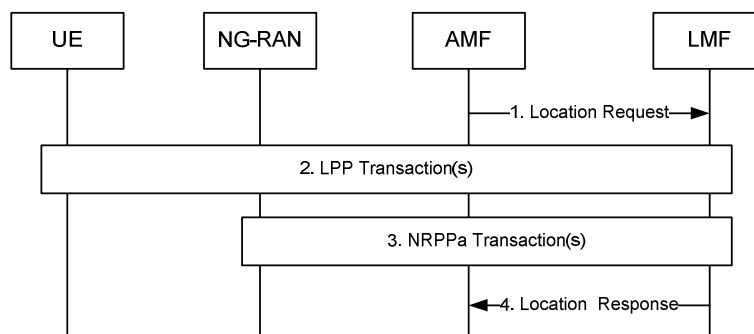 UE
NG-RAN
AMF
LMF
1. Location Request
2. LPP Transaction(s)
3. NRPPa Transaction(s)
4. Location Response